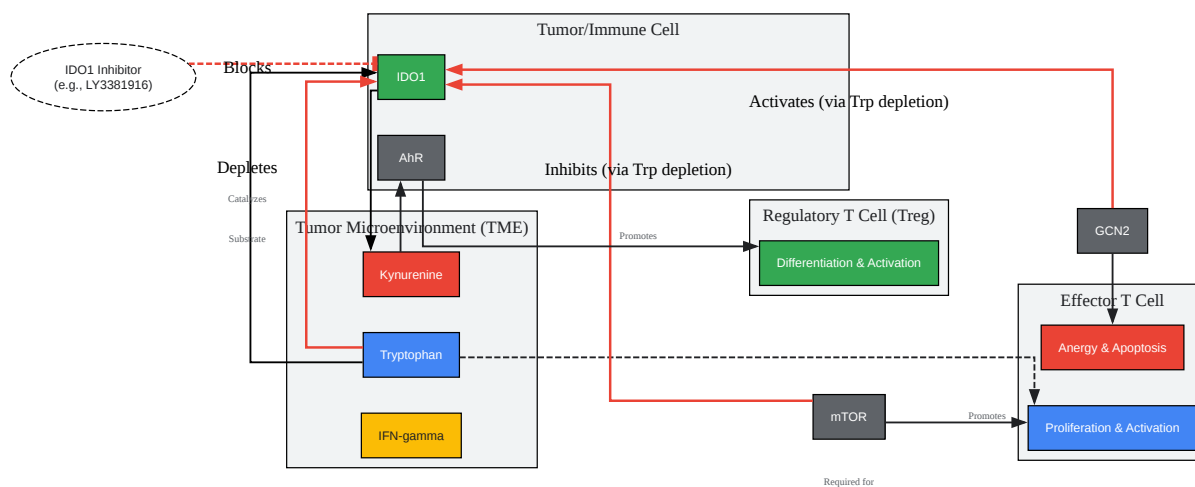 Tumor/Immune Cell
IDO1 Inhibitor
(e.g., LY3381916)
Blocks
IDO1
Activates (via Trp depletion)
AhR
Depletes
Inhibits (via Trp depletion)
Catalyzes
Substrate
Tumor Microenvironment (TME)
Regulatory T Cell (Treg)
Promotes
GCN2
Kynurenine
Differentiation & Activation
Effector T Cell
Tryptophan
Anergy & Apoptosis
IFN-gamma
mTOR
Promotes
Proliferation & Activation
Required for